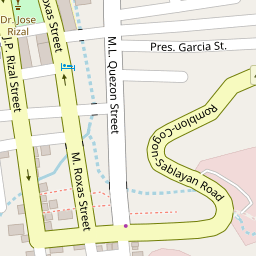 Dr. Jose
Rizal
Roxas Street
Pres. Garcia St.
J.P. Rizal Street
M.L. Quezon Street
Romblon-Cogon-Sablayan Road
M. Roxas Street